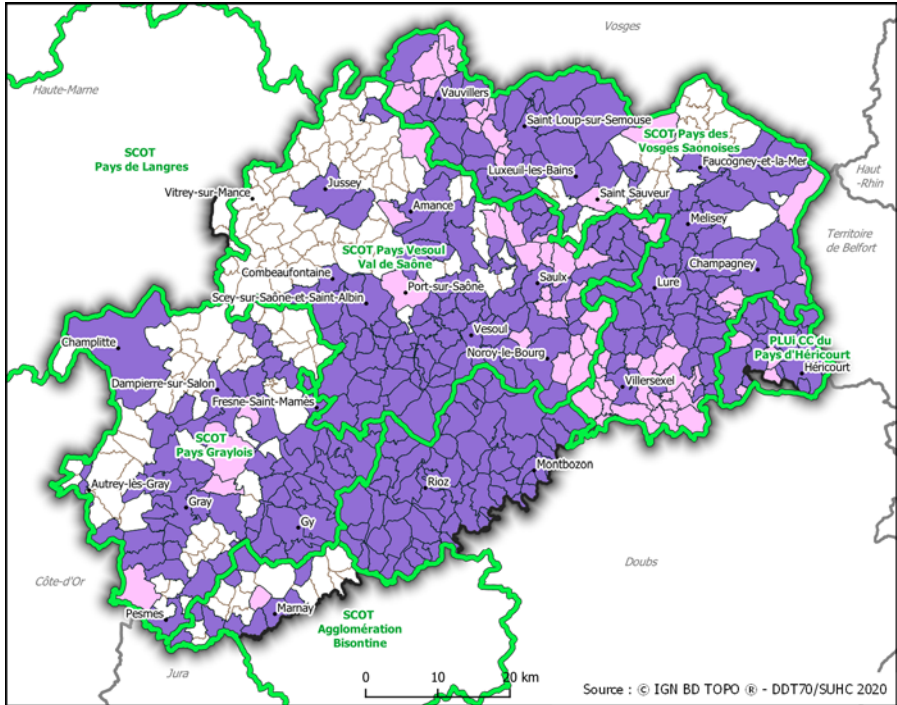 Vosges
Haute-Marne
Vauvillers
Saint-Loup-sur-Semouse
SCOT
Pays de Langres
SCOT Pays des
Vosges Saonoises
Faucogney-et-la-Mer
Haut
-Rhin
Luxeuil-les-Bains
Jussey
Vitrey-sur-Mance
Saint Sauveur
Amance
Melisey
Territoire
de Belfort
SCOT Pays Vesoul
Val de Saône
Combeaufontaine
Champagney
Port-sur-Saône
Saulx
Lure
Scey-sur-Saône-et-Saint-Albin
Vesoul
Champlitte
PLUi CC du
Pays d'Héricourt
Noroy-le-Bourg
Héricourt
Dampierre-sur-Salon
Villersexel
Fresne-Saint-Mamès
SCOT
Pays Graylois
Montbozon
Autrey-lès-Gray
Rioz
Gray
Gy
Doubs
Côte-d'Or
Pesmes
Marnay
SCOT
Agglomération
Bisontine
Jura
0 10 20 km
Source : © IGN BD TOPO ® - DDT70/SUHC 2020